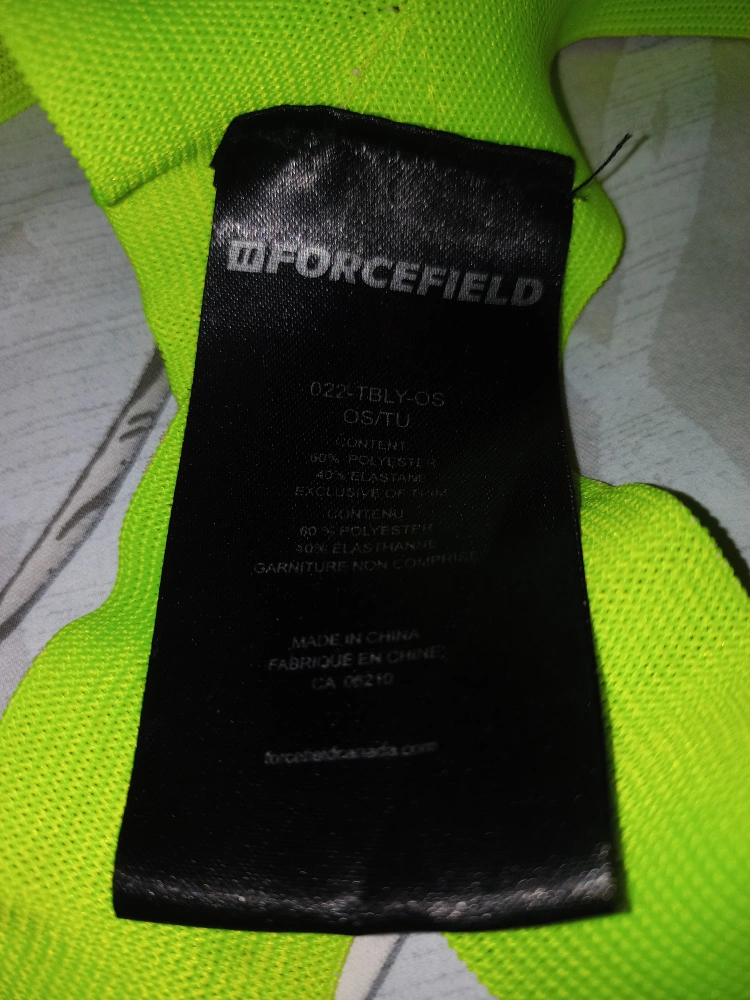 FORCEFIELD
022-TBLY-OS
OS/TU
CONTENT
60% POLYESTER
40% ELASTANE
EXCLUSIVE OF TRIM
CONTENU
60 % POLYESTER
40% ÉLASTHANNE
GARNITURE NON COMPRISE
MADE IN CHINA
FABRIQUÉ EN CHINE
CA 06210
forcefieldcanada.com